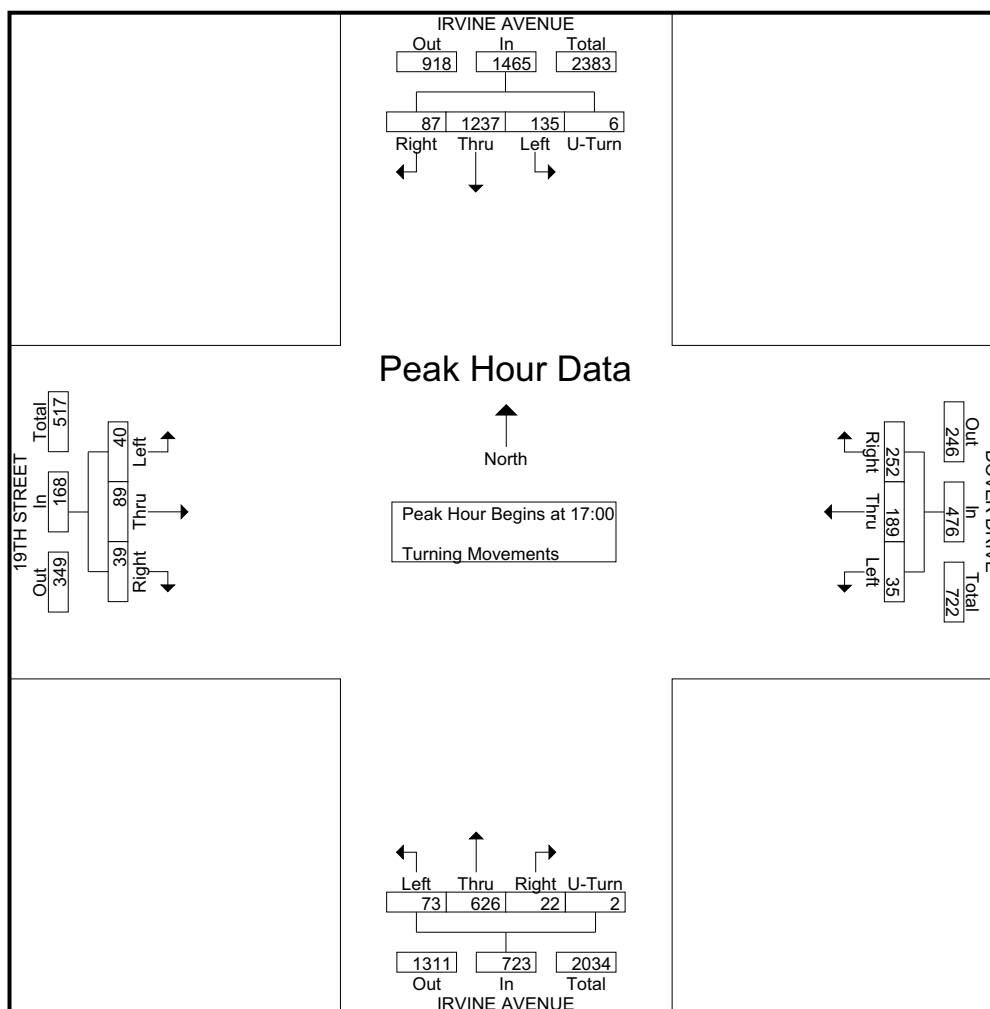 IRVINE AVENUE
Out In Total
918 1465 2383
87 1237 135 6
Right Thru Left U-Turn
Peak Hour Data
North
Peak Hour Begins at 17:00
Turning Movements
19TH STREET
Out In Total
349 168 517
39 89 40
Right Thru Left
Out In Total
246 476 722
252 189 35
Right Thru Left
Left Thru Right U-Turn
73 626 22 2
1311 723 2034
Out In Total
IRVINE AVENUE